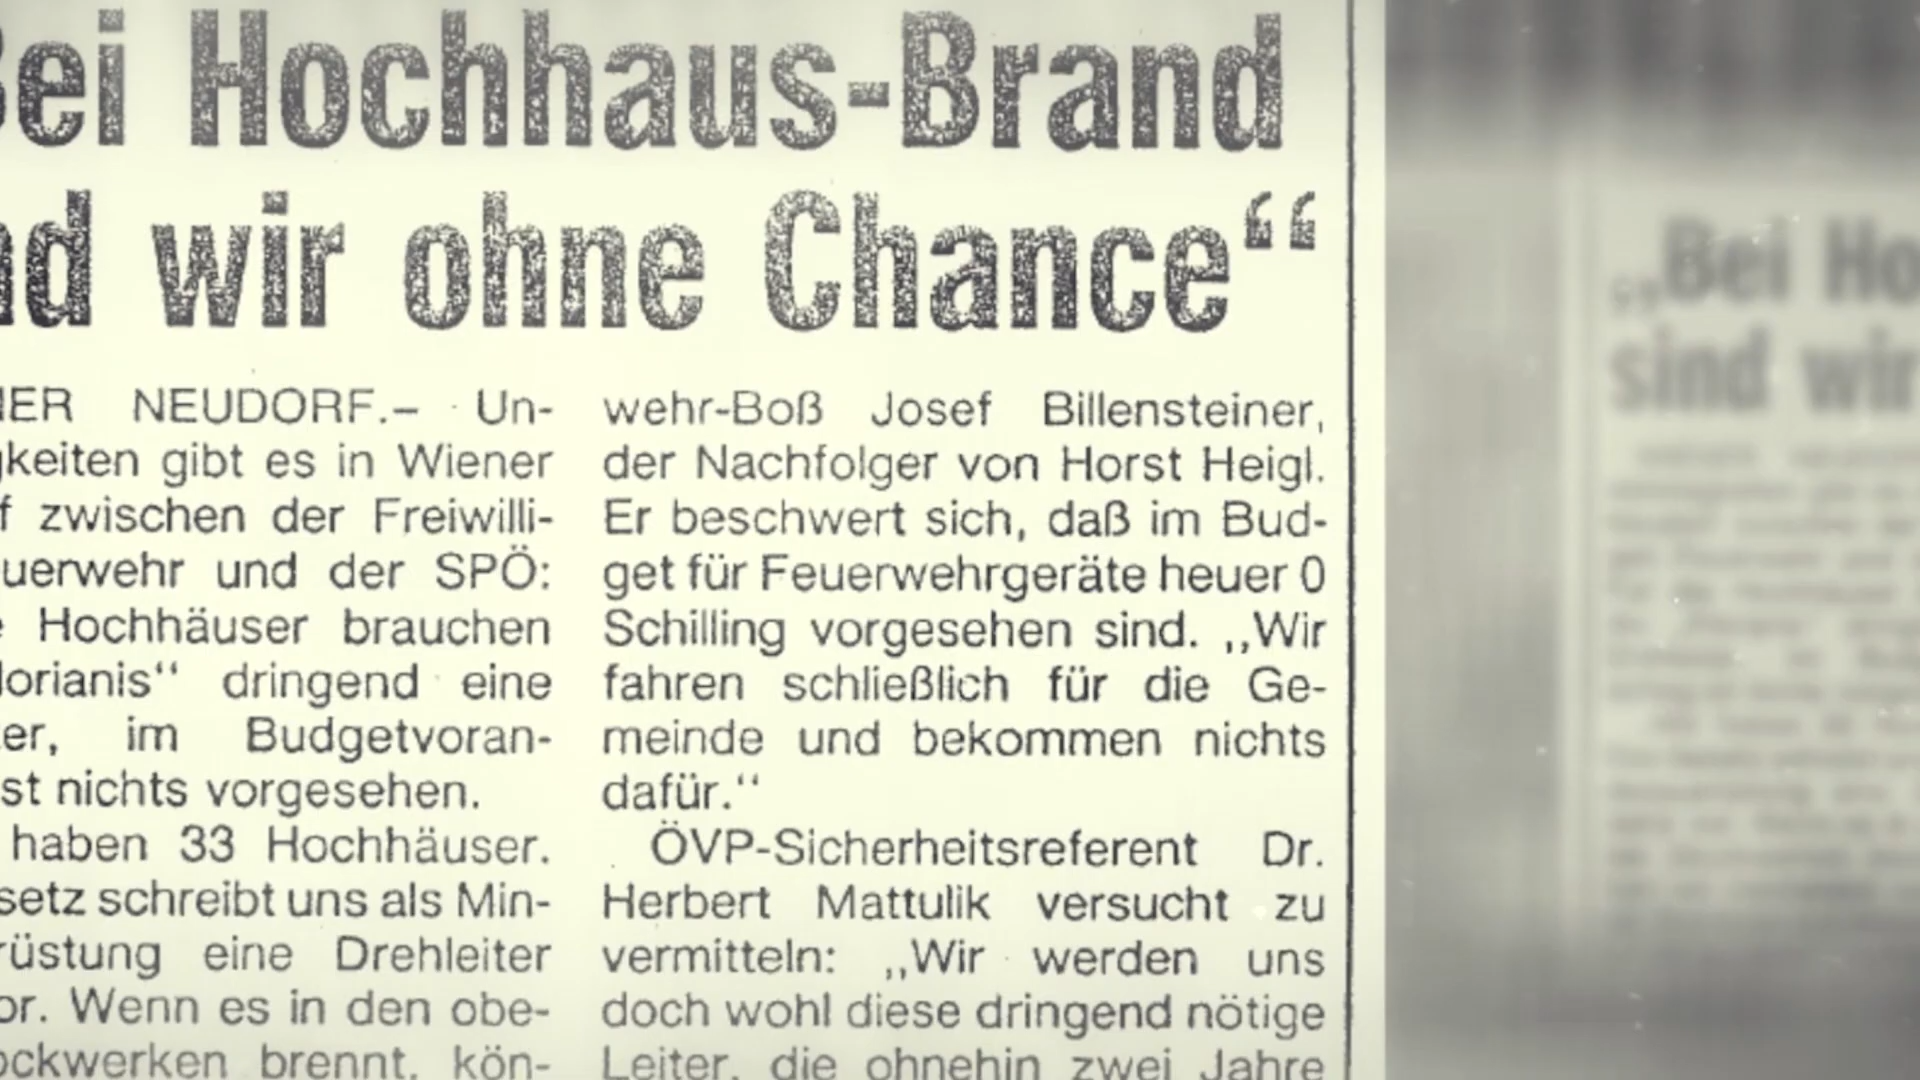 Bei Hochhaus-Brand
nd wir ohne Chance“
NER NEUDORF.– Un-
gkeiten gibt es in Wiener
f zwischen der Freiwilli-
uerwehr und der SPÖ:
e Hochhäuser brauchen
lorianis“ dringend eine
er, im Budgetvoran-
st nichts vorgesehen.
haben 33 Hochhäuser.
setz schreibt uns als Min-
rüstung eine Drehleiter
or. Wenn es in den obe-
ockwerken brennt, kön-
wehr-Boß Josef Billensteiner,
der Nachfolger von Horst Heigl.
Er beschwert sich, daß im Bud-
get für Feuerwehrgeräte heuer 0
Schilling vorgesehen sind. ,,Wir
fahren schließlich für die Ge-
meinde und bekommen nichts
dafür.“
ÖVP-Sicherheitsreferent Dr.
Herbert Mattulik versucht zu
vermitteln: ,,Wir werden uns
doch wohl diese dringend nötige
Leiter, die ohnehin zwei Jahre
„Bei Ho
sind wir